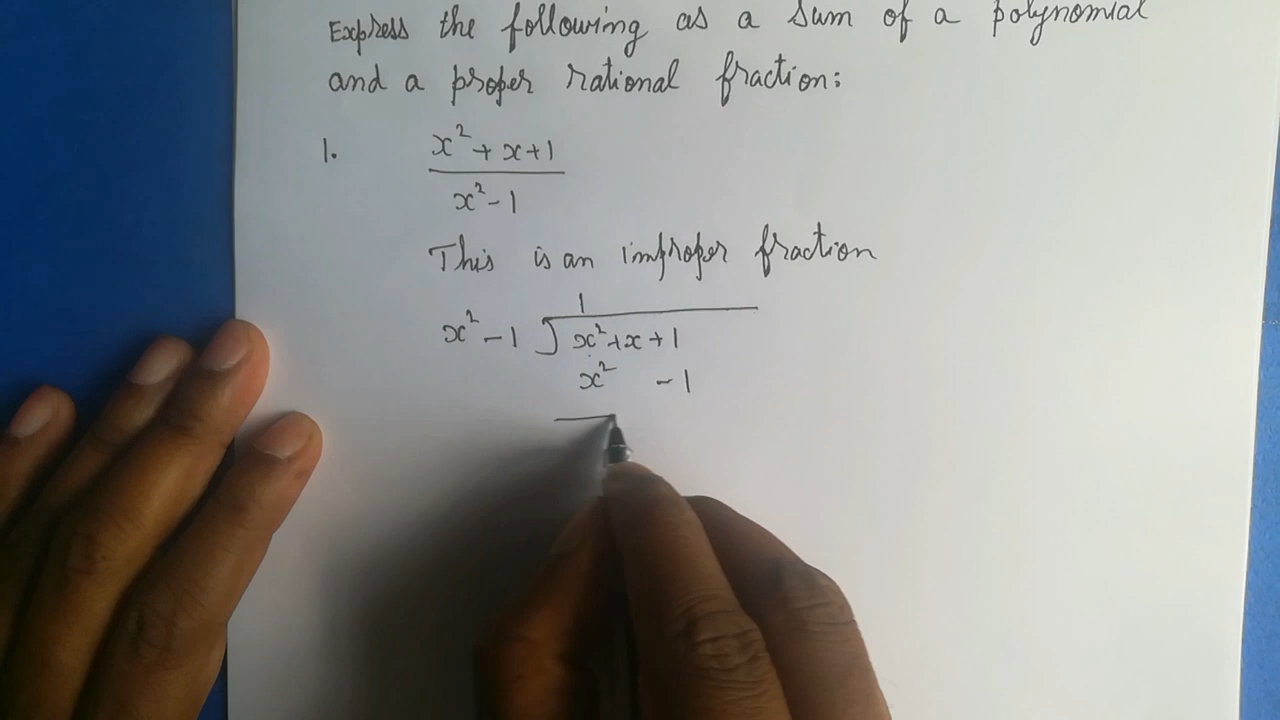 Express the following as a sum of a polynomial
and a proper rational fraction:
1. x² + x + 1
x² - 1
This is an improper fraction
1
x² - 1 ) x² + x + 1
x² - 1